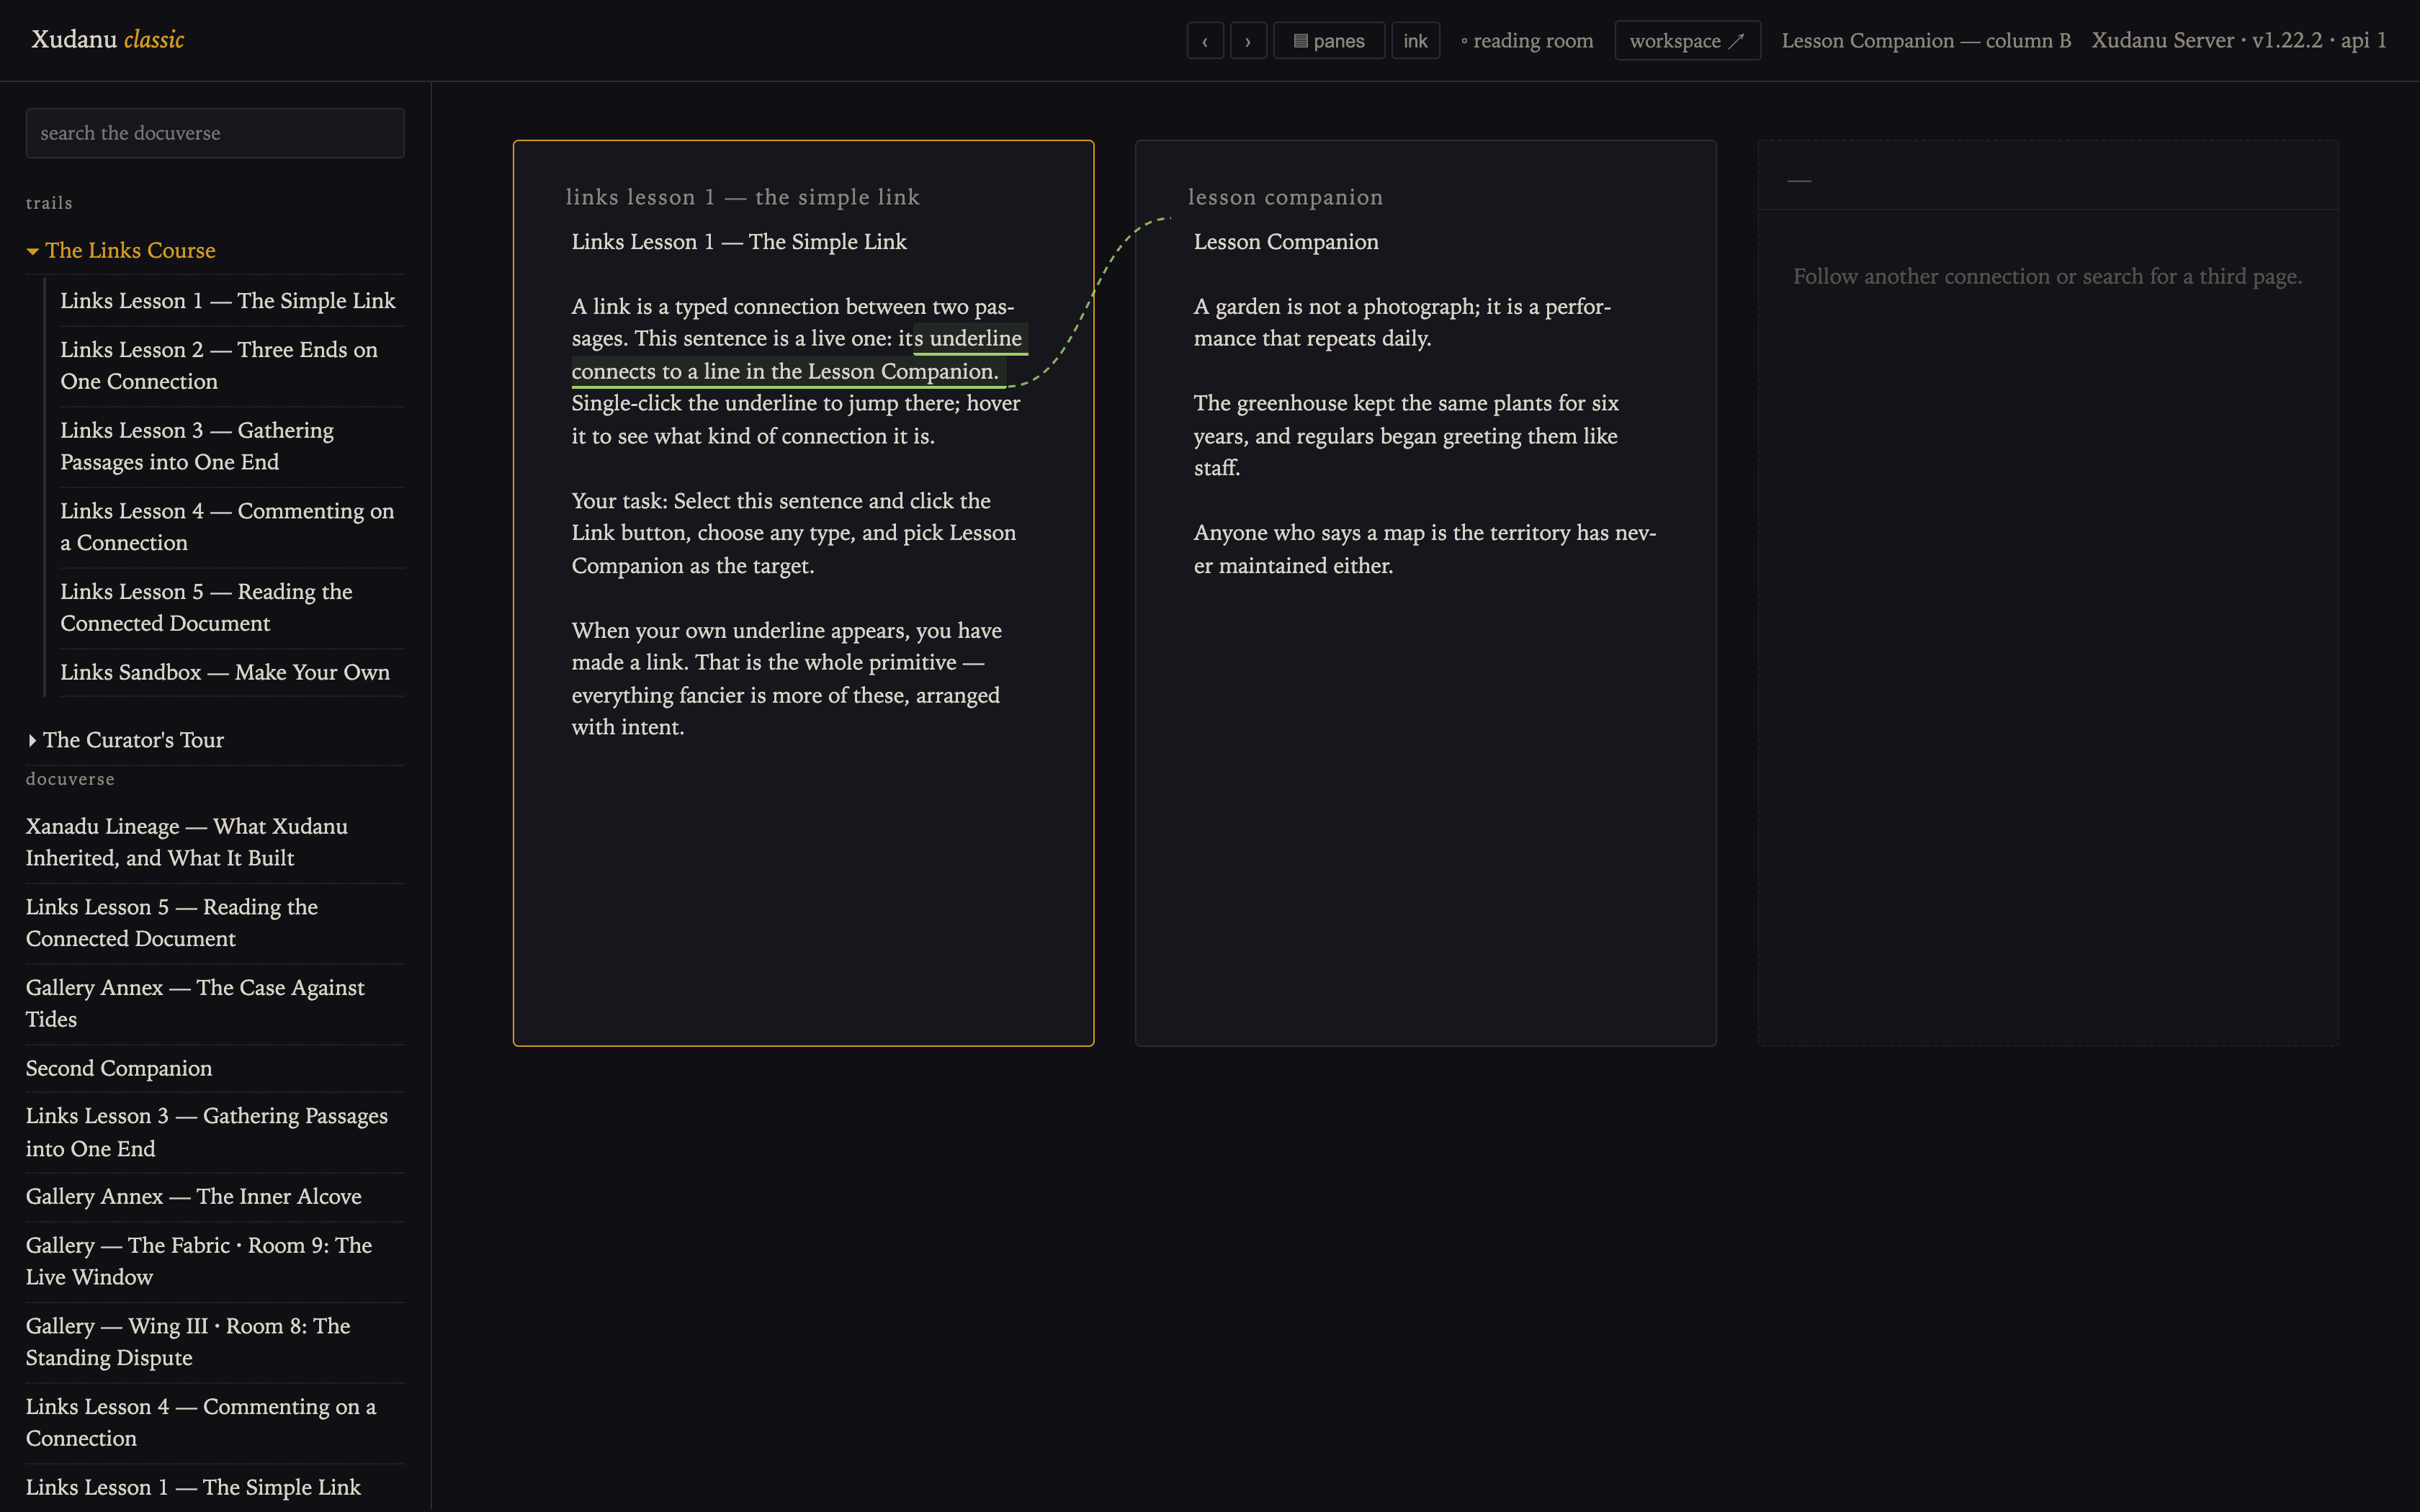 Xudanu classic
‹ › panes ink ◦ reading room workspace ↗ Lesson Companion — column B Xudanu Server · v1.22.2 · api 1
search the docuverse
trails
The Links Course
Links Lesson 1 — The Simple Link
Links Lesson 2 — Three Ends on
One Connection
Links Lesson 3 — Gathering
Passages into One End
Links Lesson 4 — Commenting on
a Connection
Links Lesson 5 — Reading the
Connected Document
Links Sandbox — Make Your Own
The Curator's Tour
docuverse
Xanadu Lineage — What Xudanu
Inherited, and What It Built
Links Lesson 5 — Reading the
Connected Document
Gallery Annex — The Case Against
Tides
Second Companion
Links Lesson 3 — Gathering Passages
into One End
Gallery Annex — The Inner Alcove
Gallery — The Fabric · Room 9: The
Live Window
Gallery — Wing III · Room 8: The
Standing Dispute
Links Lesson 4 — Commenting on a
Connection
Links Lesson 1 — The Simple Link
links lesson 1 — the simple link
Links Lesson 1 — The Simple Link
A link is a typed connection between two pas-
sages. This sentence is a live one: its underline
connects to a line in the Lesson Companion.
Single-click the underline to jump there; hover
it to see what kind of connection it is.
Your task: Select this sentence and click the
Link button, choose any type, and pick Lesson
Companion as the target.
When your own underline appears, you have
made a link. That is the whole primitive —
everything fancier is more of these, arranged
with intent.
lesson companion
Lesson Companion
A garden is not a photograph; it is a perfor-
mance that repeats daily.
The greenhouse kept the same plants for six
years, and regulars began greeting them like
staff.
Anyone who says a map is the territory has nev-
er maintained either.
—
Follow another connection or search for a third page.